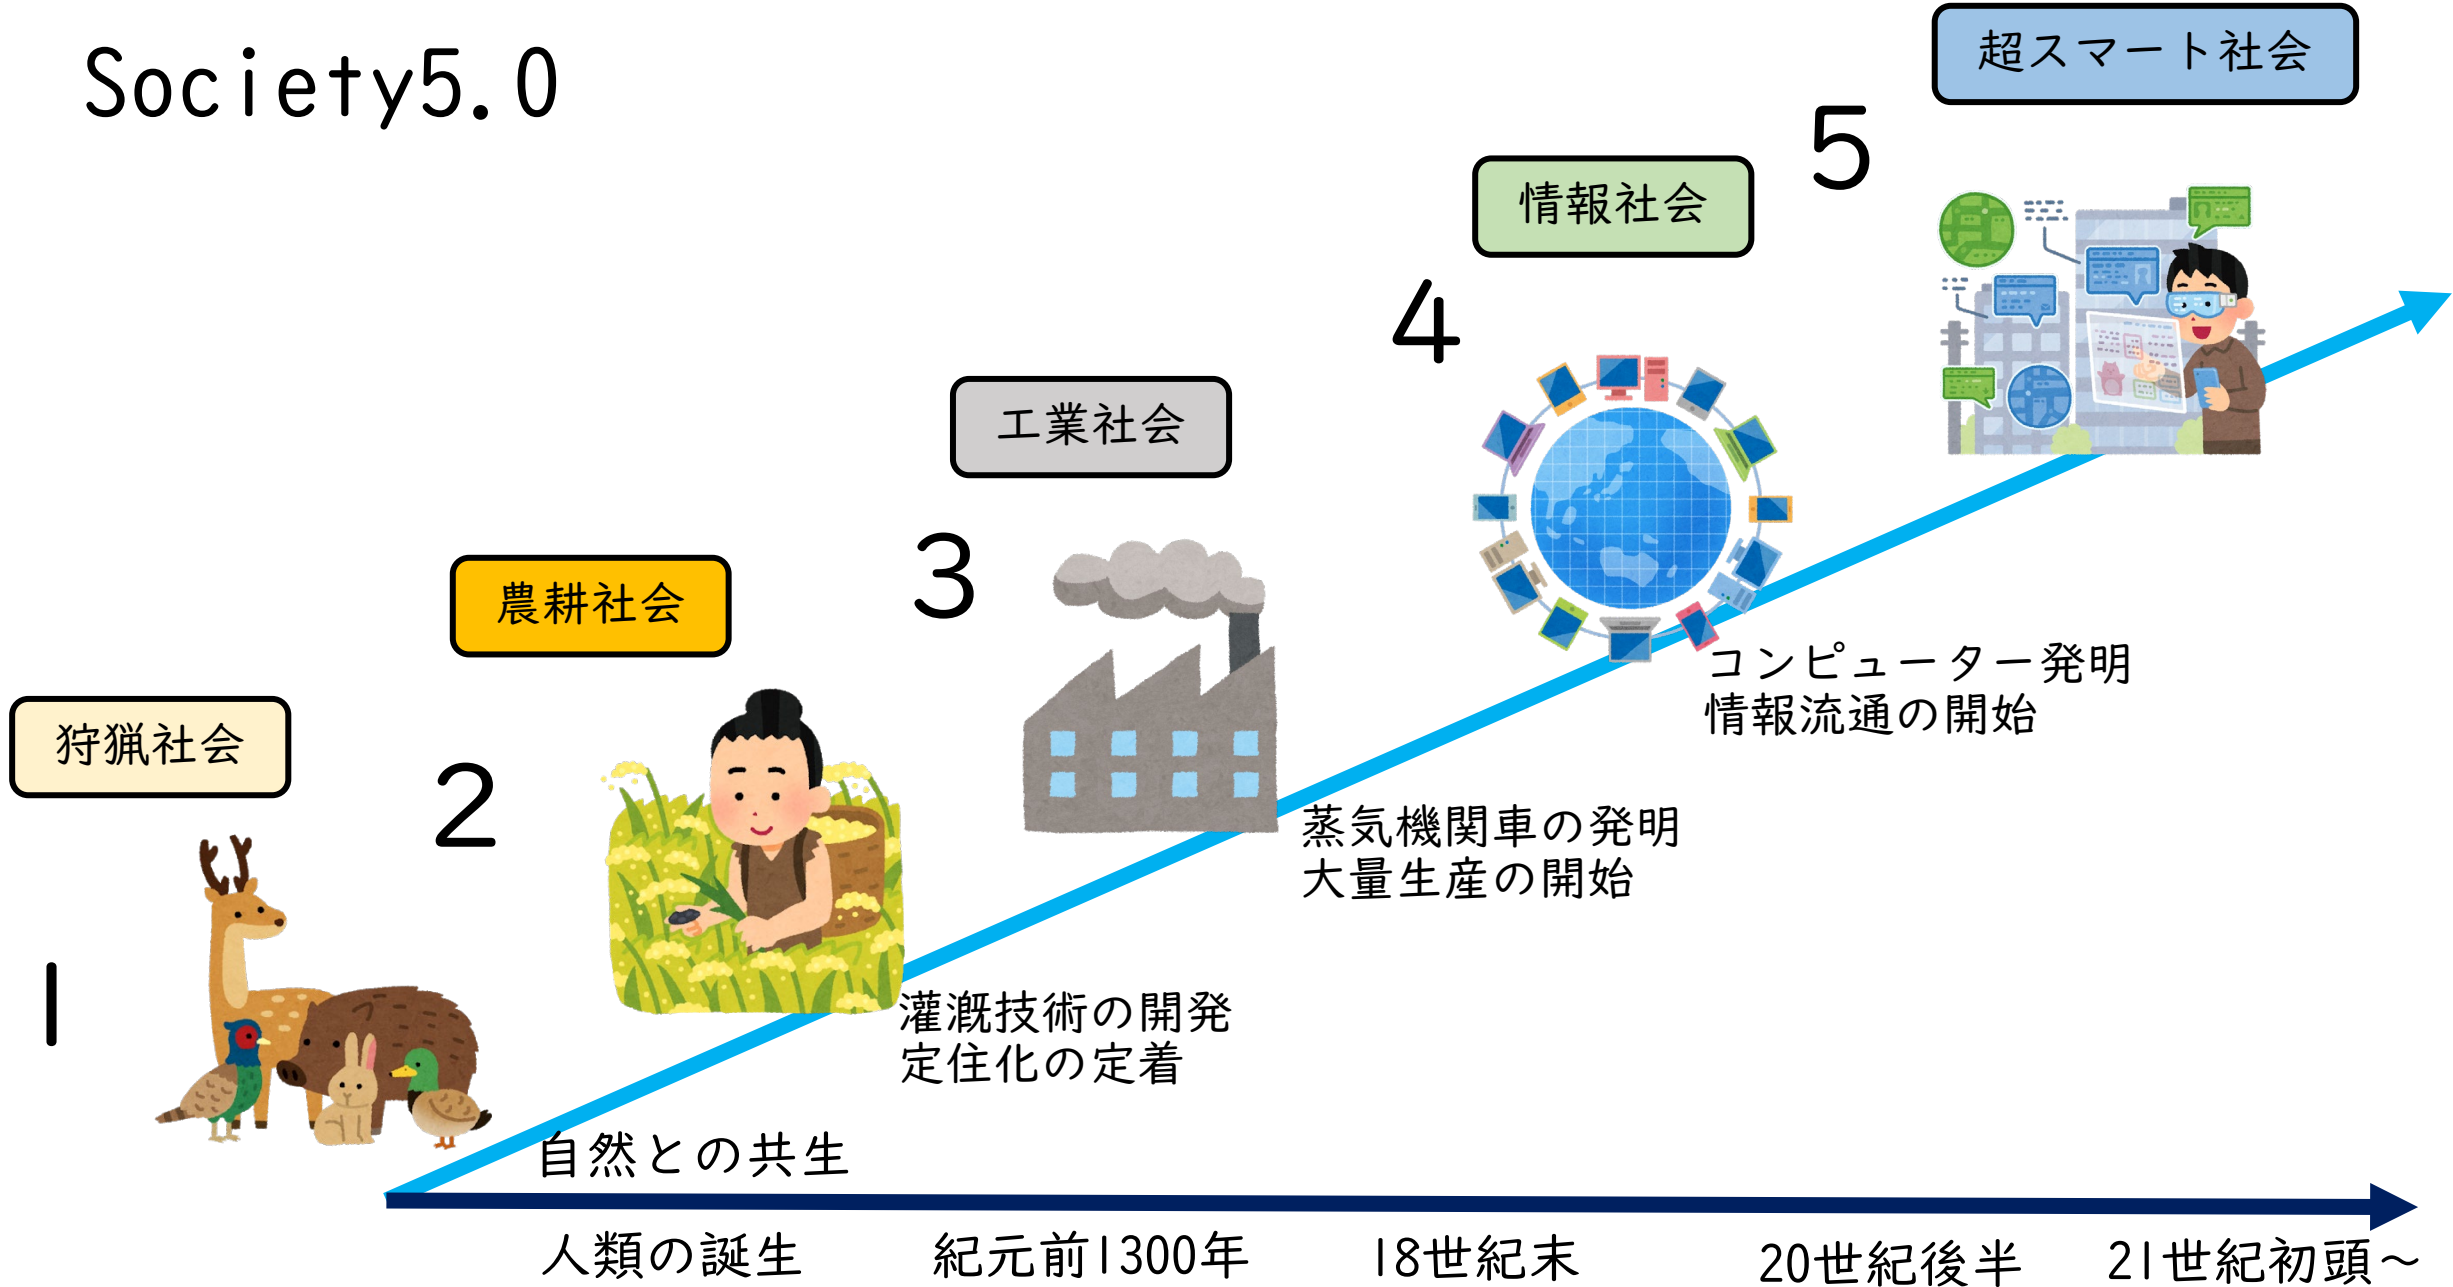 Society5.0
超スマート社会
5
情報社会
4
工業社会
3
農耕社会
2
狩猟社会
1
コンピューター発明
情報流通の開始
蒸気機関車の発明
大量生産の開始
灌漑技術の開発
定住化の定着
自然との共生
人類の誕生
紀元前1300年
18世紀末
20世紀後半
21世紀初頭～